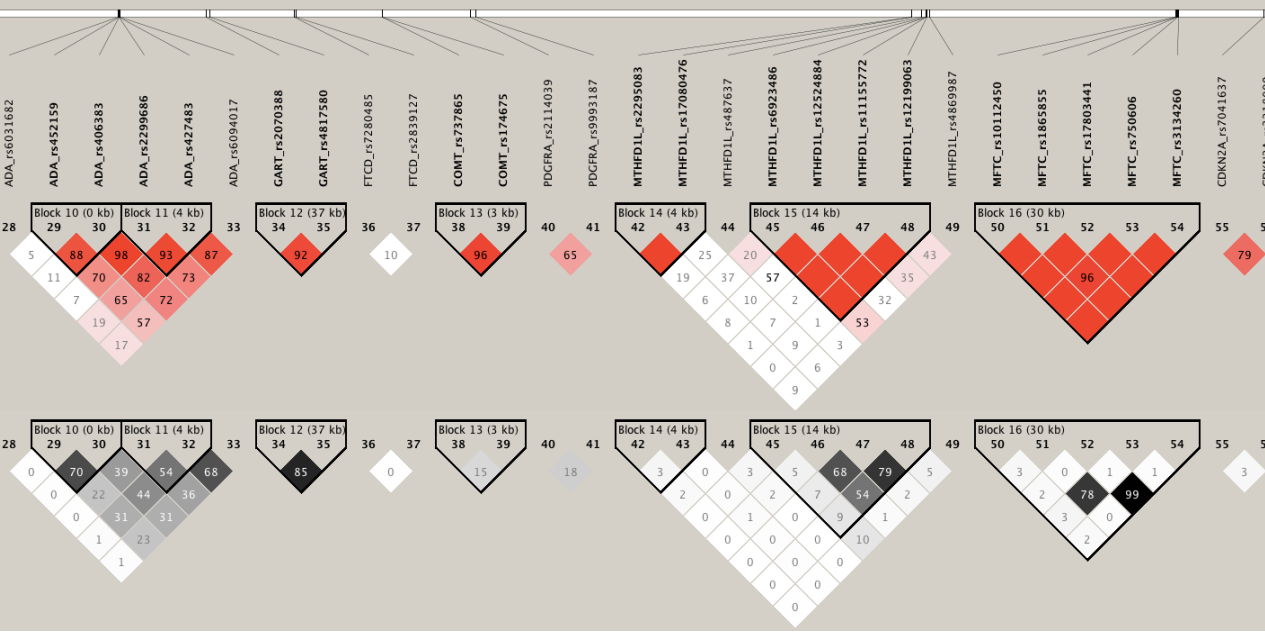 ADA_rs6031682
ADA_rs452159
ADA_rs406383
ADA_rs2299686
ADA_rs427483
ADA_rs6094017
GART_rs2070388
GART_rs4817580
FTCD_rs7280485
FTCD_rs2839127
COMT_rs737865
COMT_rs174675
PDGFRA_rs2114039
PDGFRA_rs9993187
MTHFD1L_rs2295083
MTHFD1L_rs17080476
MTHFD1L_rs487637
MTHFD1L_rs6923486
MTHFD1L_rs12524884
MTHFD1L_rs11155772
MTHFD1L_rs12199063
MTHFD1L_rs4869987
MFTC_rs10112450
MFTC_rs1865855
MFTC_rs17803441
MFTC_rs750606
MFTC_rs3134260
CDKN2A_rs7041637
Block 10 (0 kb) Block 11 (4 kb) Block 12 (37 kb) Block 13 (3 kb) Block 14 (4 kb) Block 15 (14 kb) Block 16 (30 kb)
28 29 30 31 32 33 34 35 36 37 38 39 40 41 42 43 44 45 46 47 48 49 50 51 52 53 54 55
5 88 98 93 87 92 10 96 65 25 20 43 79
11 70 82 73 19 37 57 35 96
7 65 72 6 10 2 32
19 57 8 7 1 53
17 1 9 3
0 6
9
Block 10 (0 kb) Block 11 (4 kb) Block 12 (37 kb) Block 13 (3 kb) Block 14 (4 kb) Block 15 (14 kb) Block 16 (30 kb)
28 29 30 31 32 33 34 35 36 37 38 39 40 41 42 43 44 45 46 47 48 49 50 51 52 53 54 55
0 70 39 54 68 85 0 15 18 3 0 3 5 68 79 5 3 0 1 1 3
0 22 44 36 2 0 2 7 54 2 2 78 99
0 31 31 0 1 0 9 1 3 0
1 23 0 0 0 10 2
1 0 0 0
0 0
0